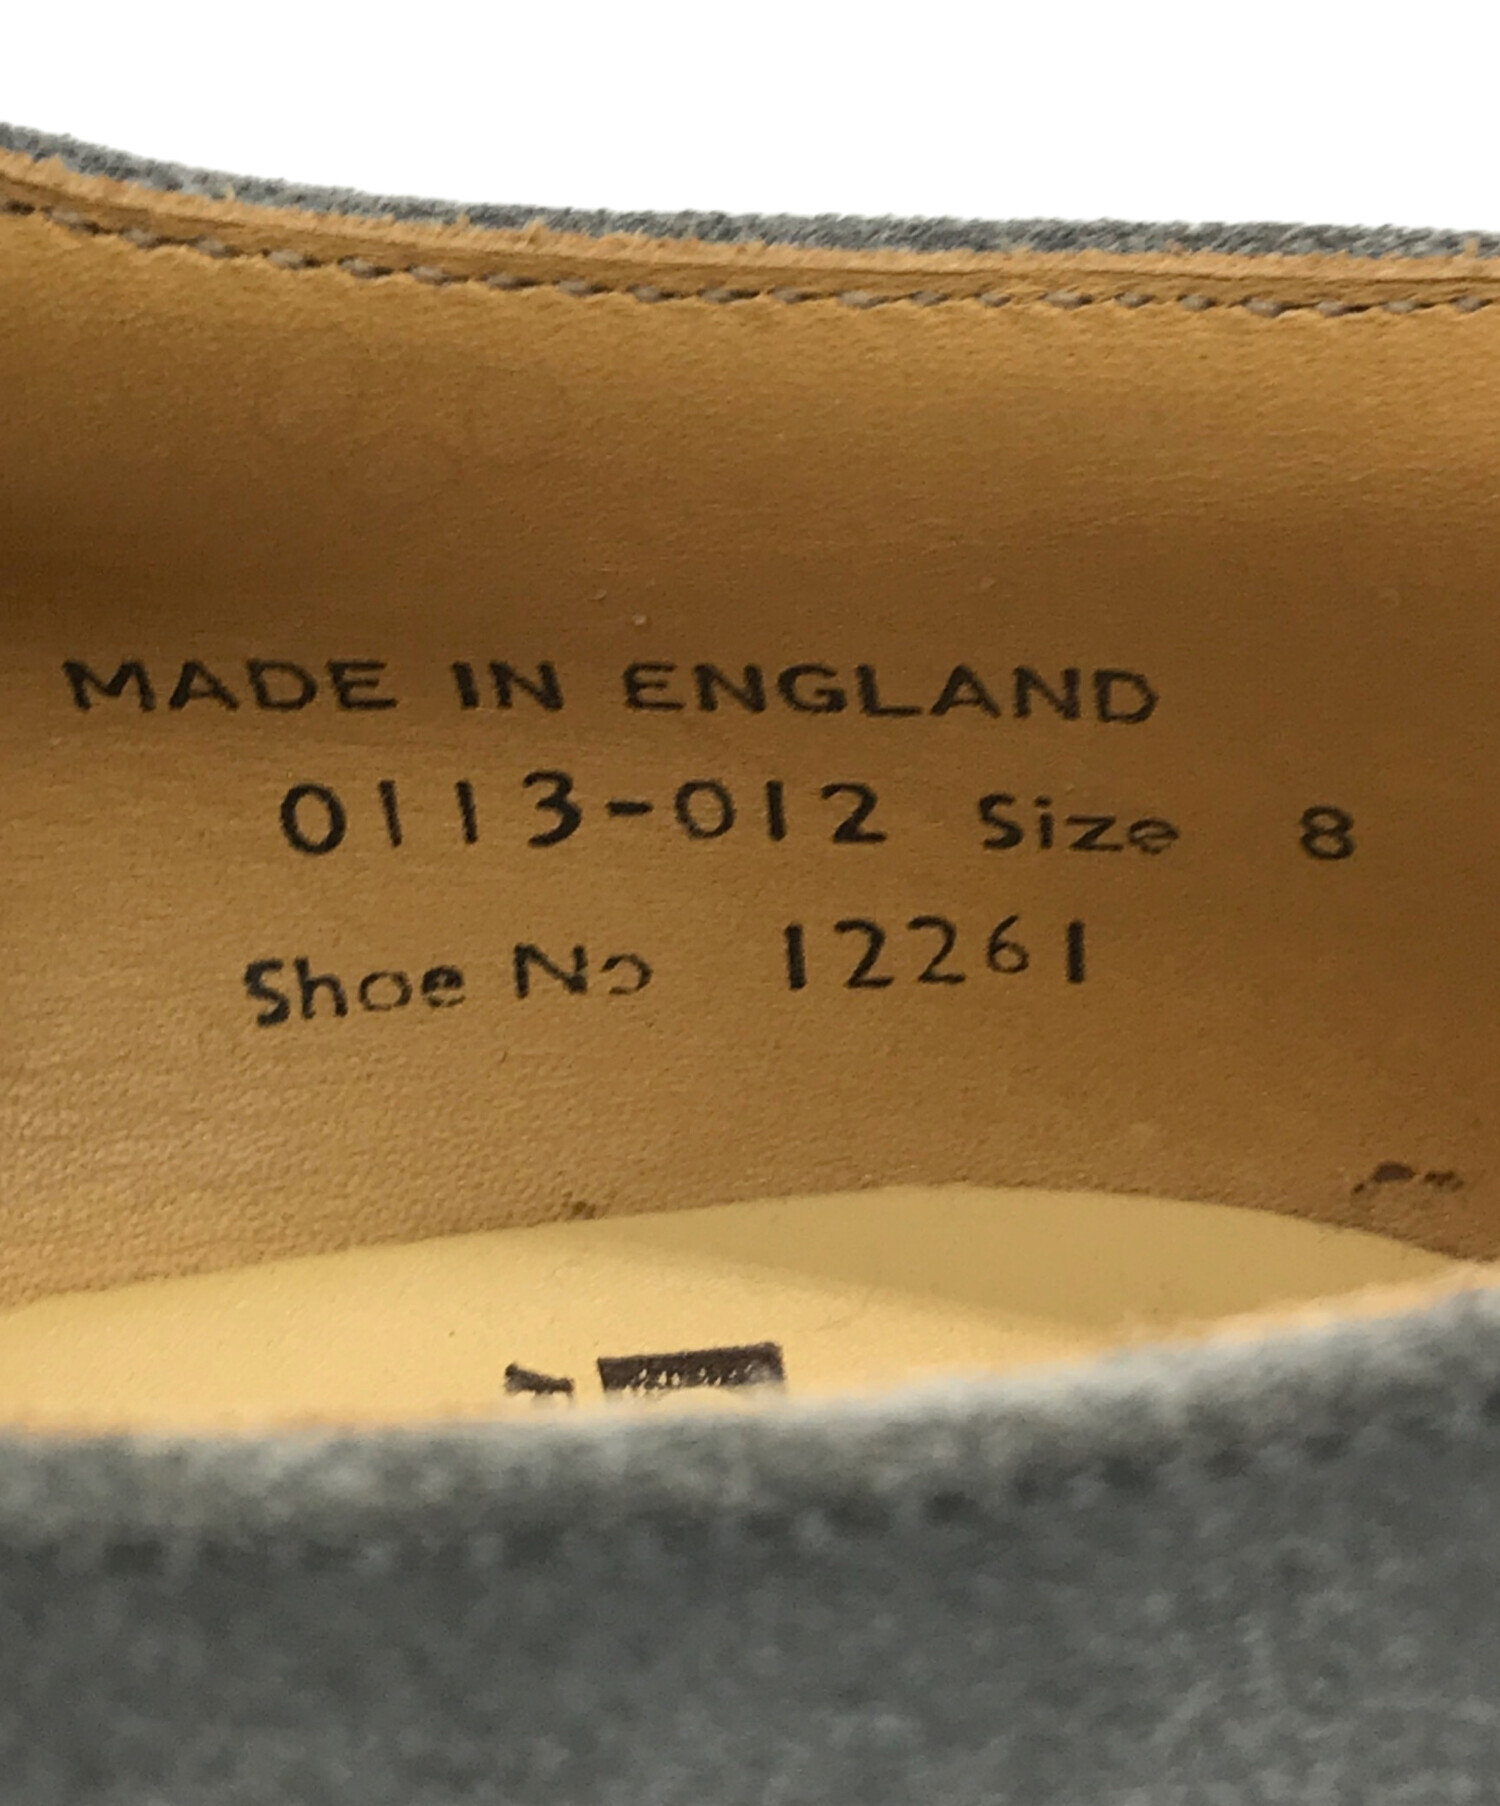 MADE IN ENGLAND
0113-012 Size 8
Shoe No 12261